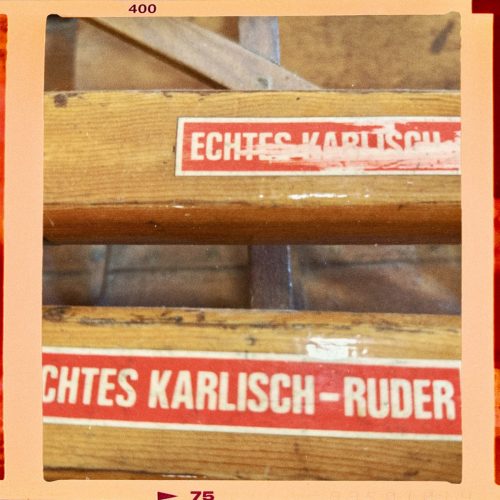 400
ECHTES KARLISCH
CHTES KARLISCH-RUDER
75